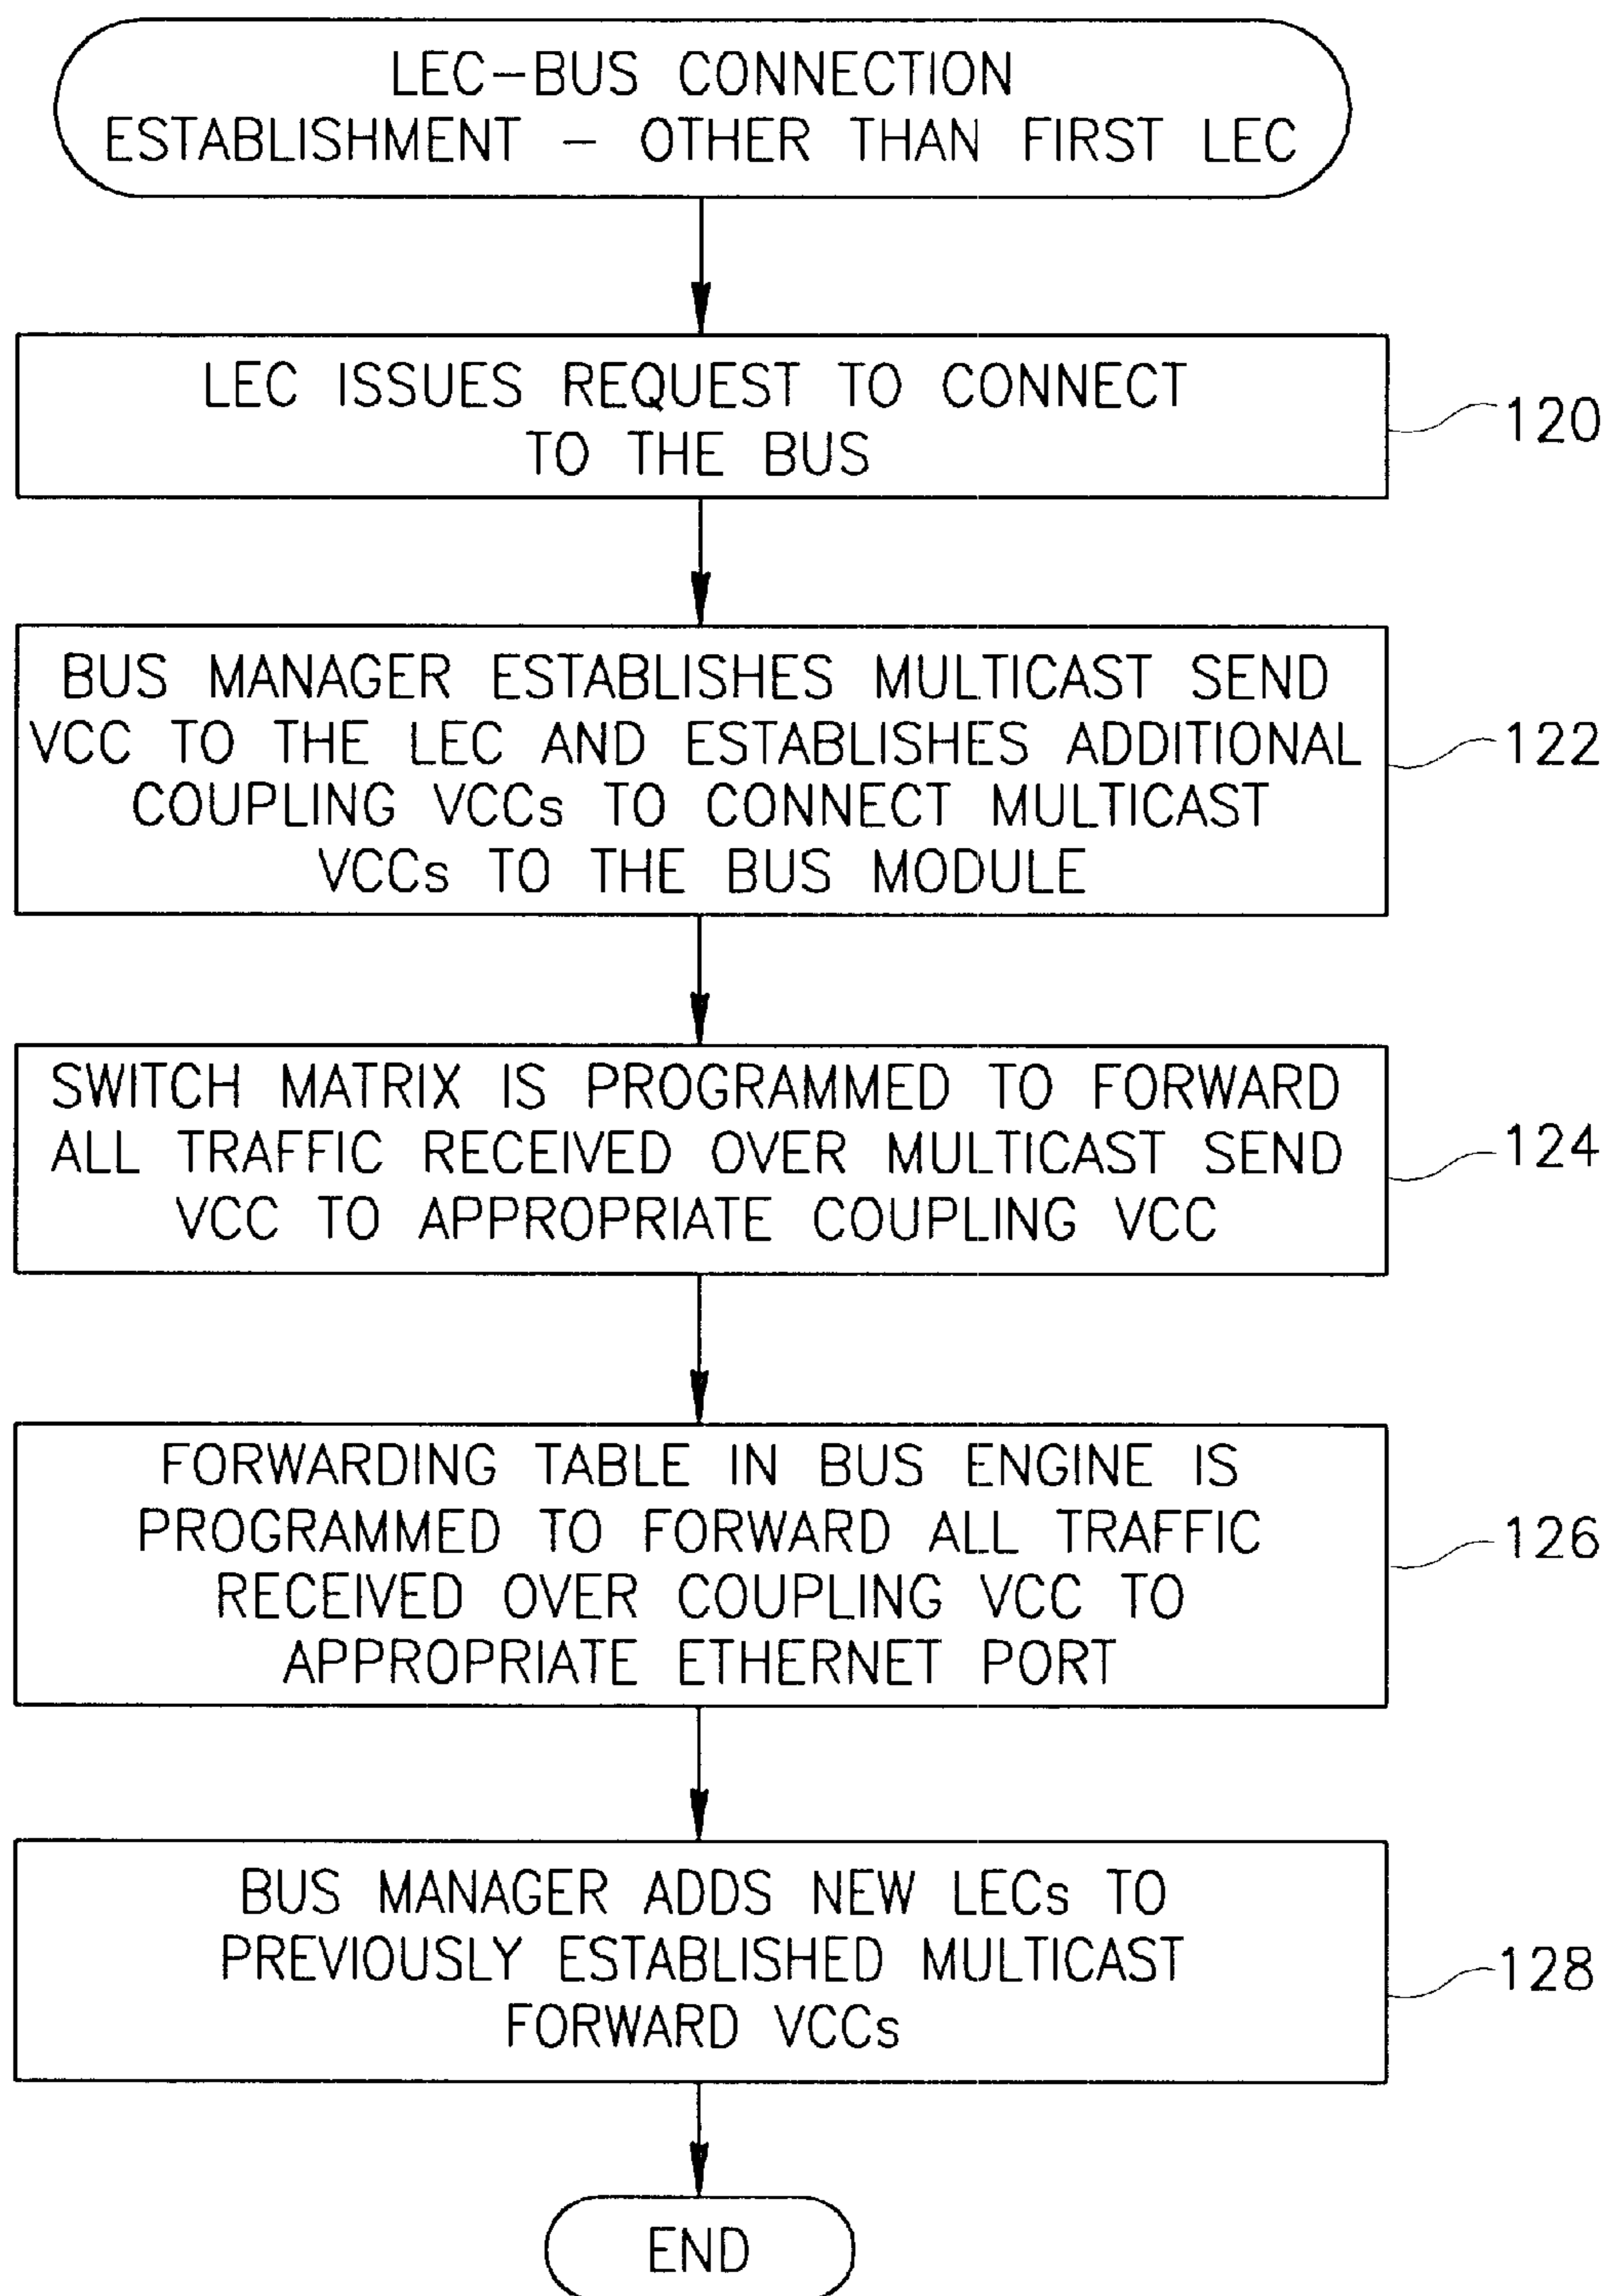 LEC-BUS CONNECTION
ESTABLISHMENT - OTHER THAN FIRST LEC
LEC ISSUES REQUEST TO CONNECT
TO THE BUS
120
BUS MANAGER ESTABLISHES MULTICAST SEND
VCC TO THE LEC AND ESTABLISHES ADDITIONAL
COUPLING VCCs TO CONNECT MULTICAST
VCCs TO THE BUS MODULE
122
SWITCH MATRIX IS PROGRAMMED TO FORWARD
ALL TRAFFIC RECEIVED OVER MULTICAST SEND
VCC TO APPROPRIATE COUPLING VCC
124
FORWARDING TABLE IN BUS ENGINE IS
PROGRAMMED TO FORWARD ALL TRAFFIC
RECEIVED OVER COUPLING VCC TO
APPROPRIATE ETHERNET PORT
126
BUS MANAGER ADDS NEW LECs TO
PREVIOUSLY ESTABLISHED MULTICAST
FORWARD VCCs
128
END